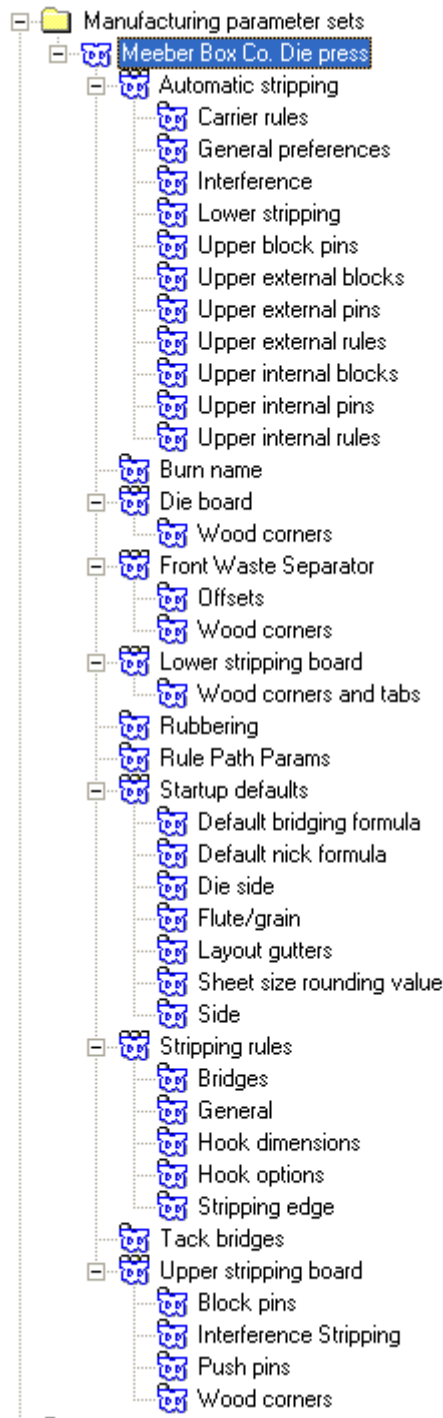 Manufacturing parameter sets
Meeber Box Co. Die press
Automatic stripping
Carrier rules
General preferences
Interference
Lower stripping
Upper block pins
Upper external blocks
Upper external pins
Upper external rules
Upper internal blocks
Upper internal pins
Upper internal rules
Burn name
Die board
Wood corners
Front Waste Separator
Offsets
Wood corners
Lower stripping board
Wood corners and tabs
Rubbering
Rule Path Params
Startup defaults
Default bridging formula
Default nick formula
Die side
Flute/grain
Layout gutters
Sheet size rounding value
Side
Stripping rules
Bridges
General
Hook dimensions
Hook options
Stripping edge
Tack bridges
Upper stripping board
Block pins
Interference Stripping
Push pins
Wood corners